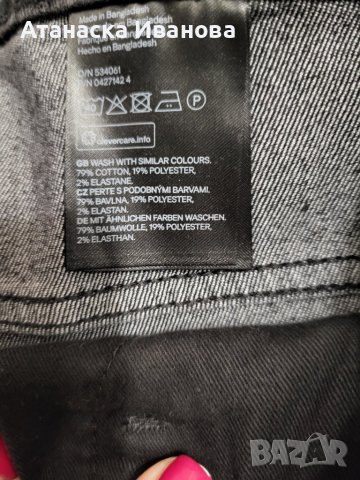 Атанаска Иванова
Made in Bangladesh
Hecho en Bangladesh
O/N 534061
P/N 0427142 4
P
clevercare.info
GB WASH WITH SIMILAR COLOURS.
79% COTTON, 19% POLYESTER,
2% ELASTANE.
CZ PERTE S PODOBNÝMI BARVAMI.
79% BAVLNA, 19% POLYESTER,
2% ELASTAN.
DE MIT ÄHNLICHEN FARBEN WASCHEN.
79% BAUMWOLLE, 19% POLYESTER,
2% ELASTHAN.
BAZAR